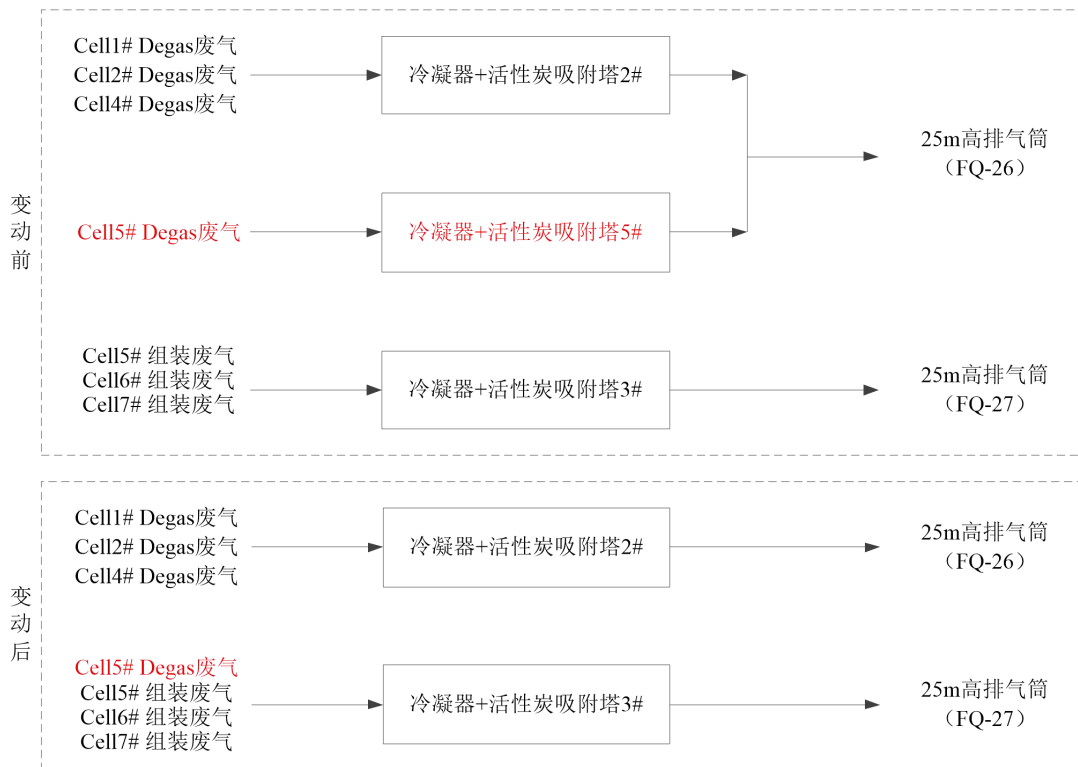 变动前
Cell1# Degas废气
Cell2# Degas废气
Cell4# Degas废气
冷凝器+活性炭吸附塔2#
25m高排气筒
（FQ-26）
Cell5# Degas废气
冷凝器+活性炭吸附塔5#
Cell5# 组装废气
Cell6# 组装废气
Cell7# 组装废气
冷凝器+活性炭吸附塔3#
25m高排气筒
（FQ-27）
变动后
Cell1# Degas废气
Cell2# Degas废气
Cell4# Degas废气
冷凝器+活性炭吸附塔2#
25m高排气筒
（FQ-26）
Cell5# Degas废气
Cell5# 组装废气
Cell6# 组装废气
Cell7# 组装废气
冷凝器+活性炭吸附塔3#
25m高排气筒
（FQ-27）